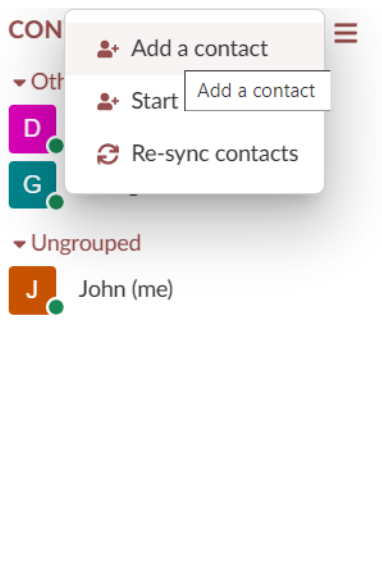 CON
Add a contact
Oth
Start
Add a contact
D
Re-sync contacts
G
Ungrouped
J
John (me)